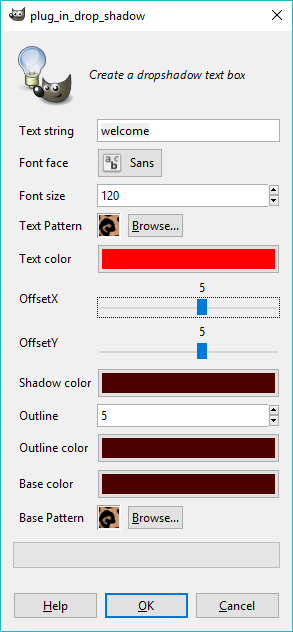 plug_in_drop_shadow
Create a dropshadow text box
Text string welcome
Font face Sans
Font size 120
Text Pattern Browse...
Text color
5
OffsetX
5
OffsetY
Shadow color
Outline 5
Outline color
Base color
Base Pattern Browse...
Help OK Cancel